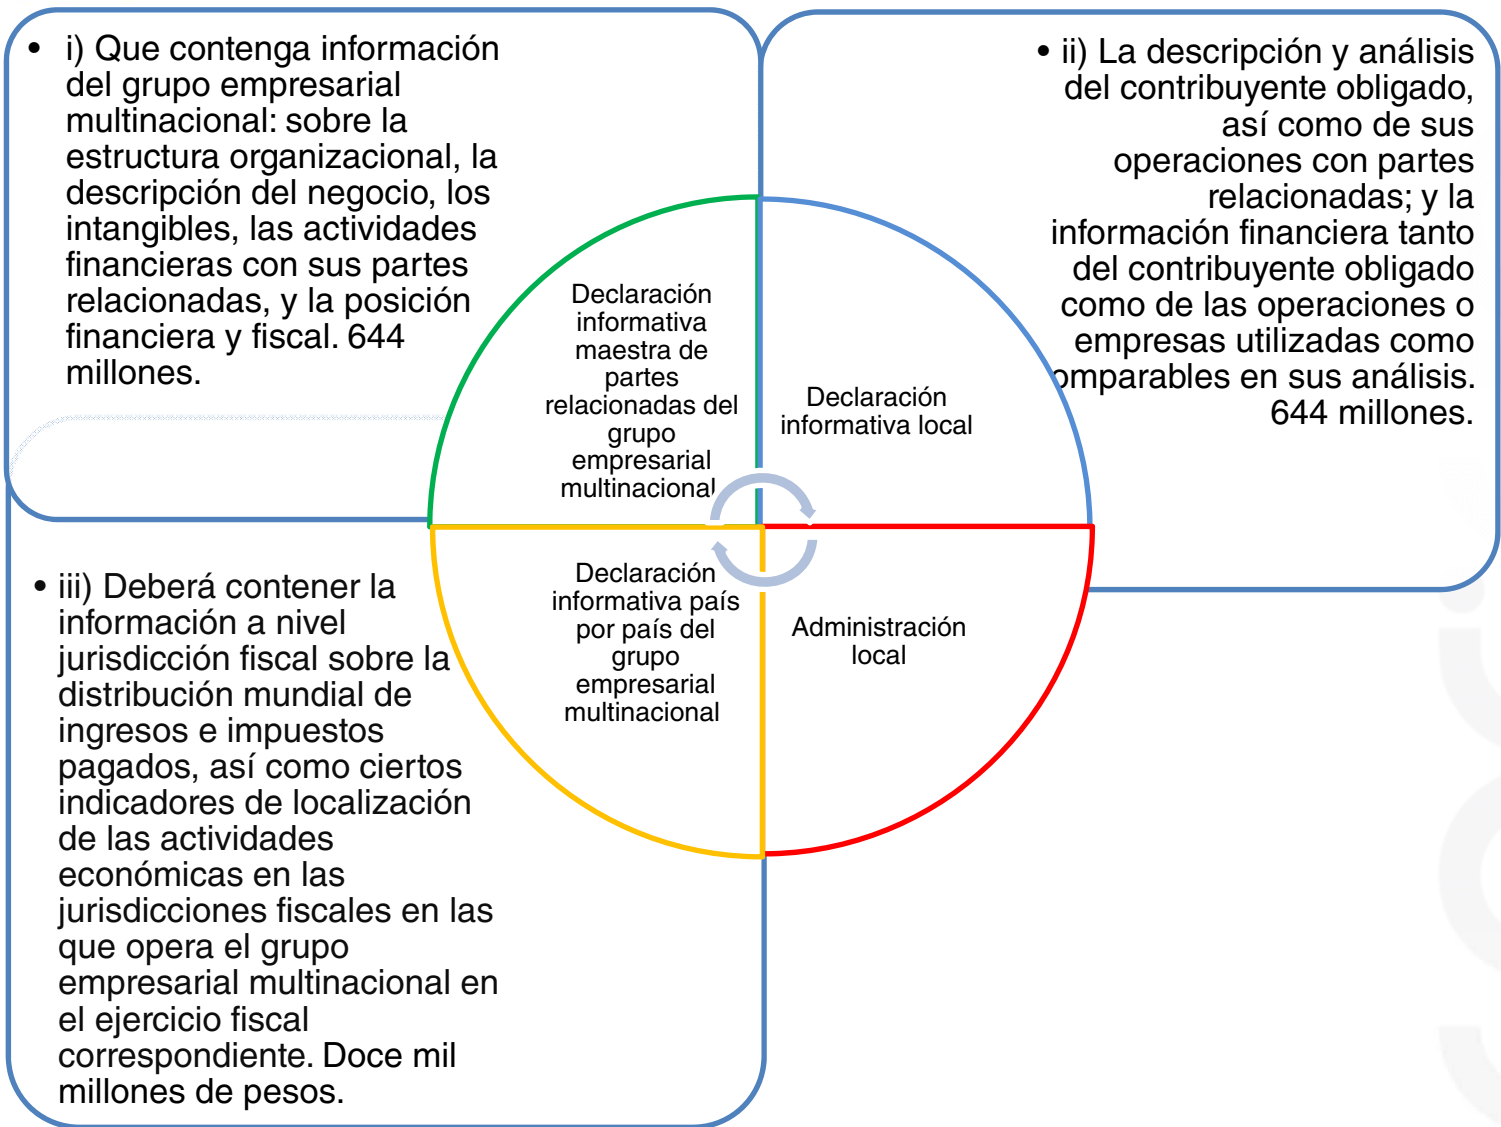 • i) Que contenga información
del grupo empresarial
multinacional: sobre la
estructura organizacional, la
descripción del negocio, los
intangibles, las actividades
financieras con sus partes
relacionadas, y la posición
financiera y fiscal. 644
millones.
• ii) La descripción y análisis
del contribuyente obligado,
así como de sus
operaciones con partes
relacionadas; y la
información financiera tanto
del contribuyente obligado
como de las operaciones o
empresas utilizadas como
omparables en sus análisis.
644 millones.
Declaración
informativa
maestra de
partes
relacionadas del
grupo
empresarial
multinacional
Declaración
informativa local
• iii) Deberá contener la
información a nivel
jurisdicción fiscal sobre la
distribución mundial de
ingresos e impuestos
pagados, así como ciertos
indicadores de localización
de las actividades
económicas en las
jurisdicciones fiscales en las
que opera el grupo
empresarial multinacional en
el ejercicio fiscal
correspondiente. Doce mil
millones de pesos.
Declaración
informativa país
por país del
grupo
empresarial
multinacional
Administración
local